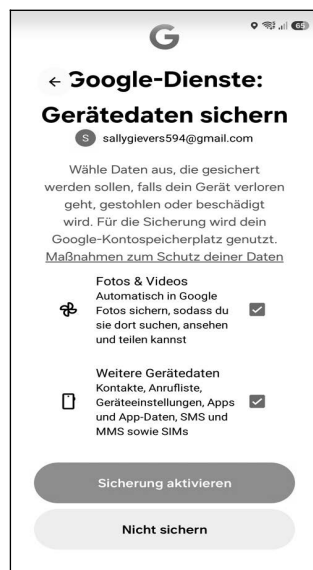 G
65
Google-Dienste:
Gerätedaten sichern
S sallygievers594@gmail.com
Wähle Daten aus, die gesichert
werden sollen, falls dein Gerät verloren
geht, gestohlen oder beschädigt
wird. Für die Sicherung wird dein
Google-Kontospeicherplatz genutzt.
Maßnahmen zum Schutz deiner Daten
Fotos & Videos
Automatisch in Google
Fotos sichern, sodass du
sie dort suchen, ansehen
und teilen kannst
Weitere Gerätedaten
Kontakte, Anrufliste,
Geräteeinstellungen, Apps
und App-Daten, SMS und
MMS sowie SIMs
Sicherung aktivieren
Nicht sichern